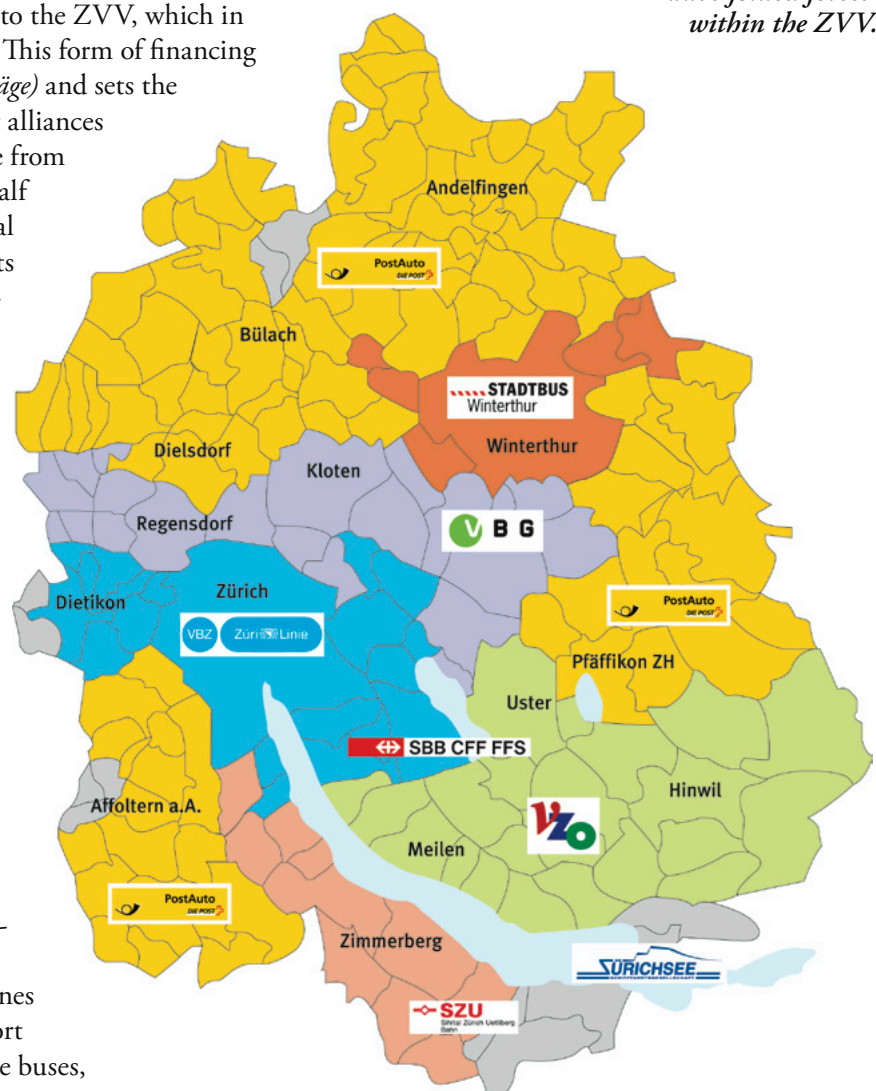 to the ZVV, which in
This form of financing
äge) and sets the
alliances
e from
alf
al
ts
within the ZVV.
Andelfingen
PostAuto
DIE POST
Bülach
STADTBUS
Winterthur
Winterthur
Dielsdorf
Kloten
Regensdorf
V B G
Dietikon
Zürich
VBZ Züri Linie
PostAuto
DIE POST
Pfäffikon ZH
Uster
SBB CFF FFS
Hinwil
Affoltern a.A.
VZO
Meilen
PostAuto
DIE POST
Zimmerberg
ZÜRICHSEE
SCHIFFFAHRTSGESELLSCHAFT
SZU
Sihltal Zürich Uetliberg
Bahn
nes
ort
e buses,